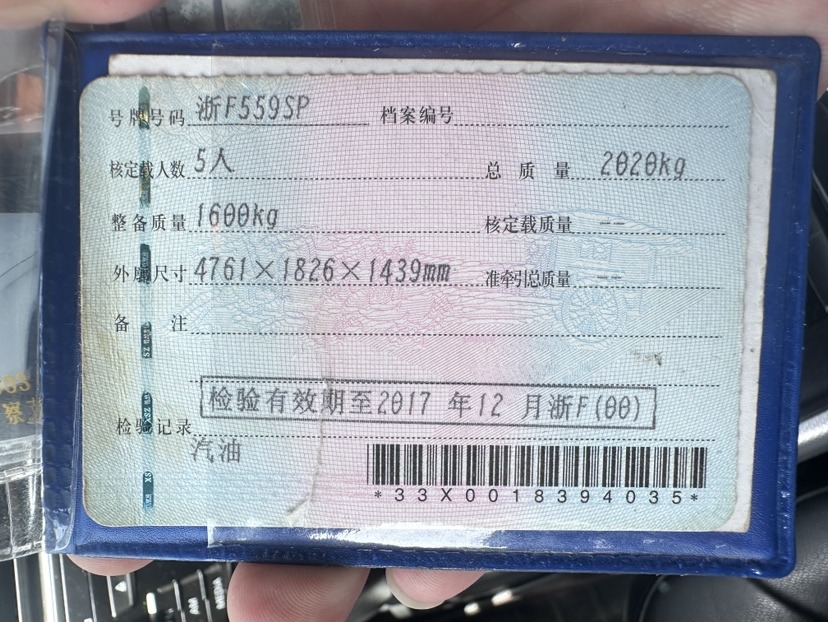 号牌号码 浙F559SP 档案编号
核定载人数 5人 总质量 2020kg
整备质量 1600kg 核定载质量 --
外廓尺寸 4761×1826×1439mm 准牵引总质量 --
备注
检验有效期至2017年12月浙F(00)
检验记录
汽油
*33X0018394035*